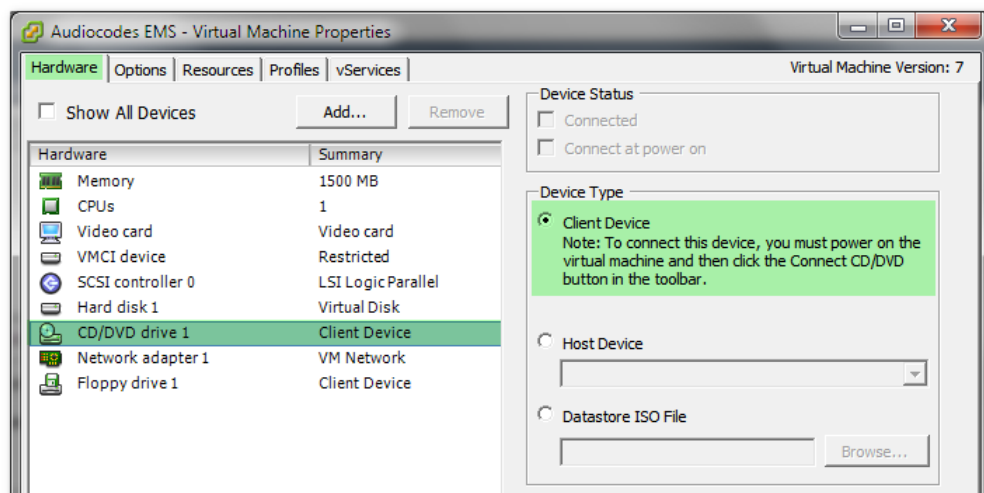 Audiocodes EMS - Virtual Machine Properties
Hardware Options Resources Profiles vServices Virtual Machine Version: 7
Show All Devices Add... Remove
Hardware Summary
Memory 1500 MB
CPUs 1
Video card Video card
VMCI device Restricted
SCSI controller 0 LSI Logic Parallel
Hard disk 1 Virtual Disk
CD/DVD drive 1 Client Device
Network adapter 1 VM Network
Floppy drive 1 Client Device
Device Status
Connected
Connect at power on
Device Type
Client Device
Note: To connect this device, you must power on the
virtual machine and then click the Connect CD/DVD
button in the toolbar.
Host Device
Datastore ISO File
Browse...